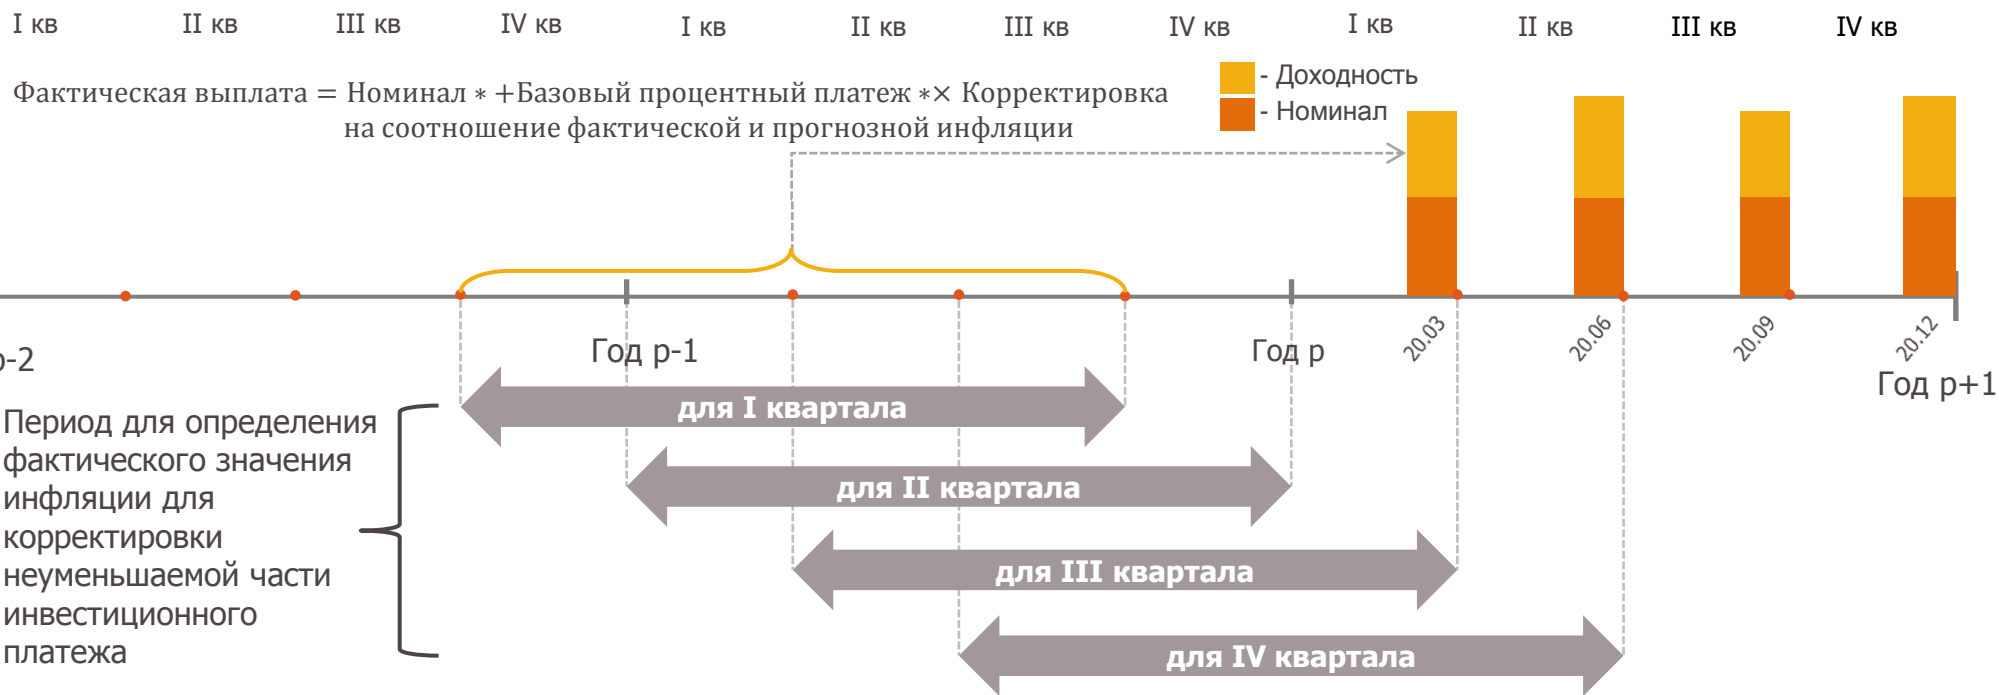 I кв II кв III кв IV кв I кв II кв III кв IV кв I кв II кв III кв IV кв
Фактическая выплата = Номинал * +Базовый процентный платеж *× Корректировка
на соотношение фактической и прогнозной инфляции
- Доходность
- Номинал
20.03 20.06 20.09 20.12
р-2 Год р-1 Год р Год р+1
Период для определения
фактического значения
инфляции для
корректировки
неуменьшаемой части
инвестиционного
платежа
для I квартала
для II квартала
для III квартала
для IV квартала